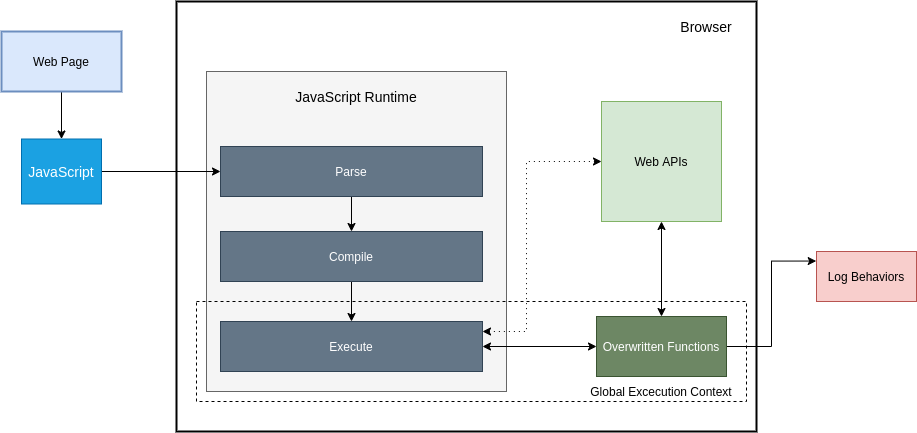 Browser
Web Page
JavaScript Runtime
JavaScript
Parse
Web APIs
Compile
Log Behaviors
Execute
Overwritten Functions
Global Excecution Context